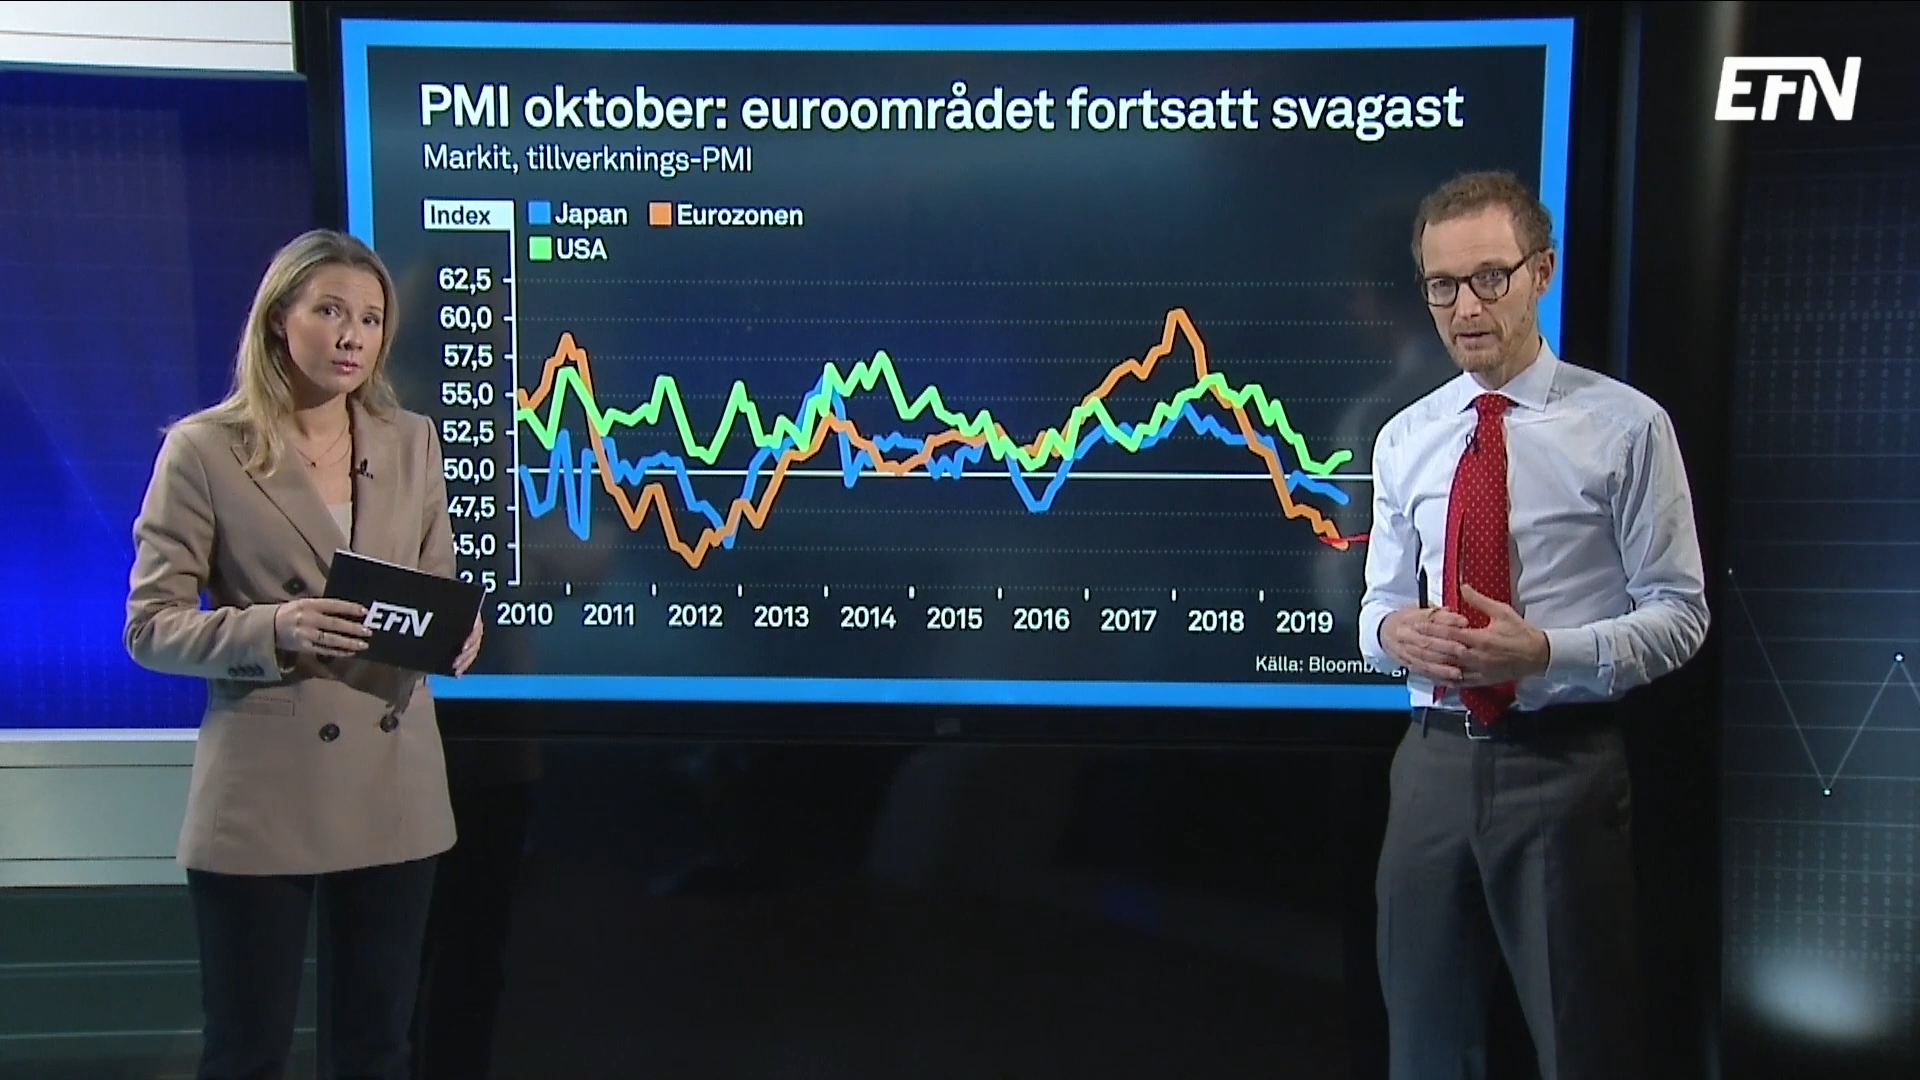 EFN
PMI oktober: euroområdet fortsatt svagast
Markit, tillverknings-PMI
Index
Japan
Eurozonen
USA
62,5
60,0
57,5
55,0
52,5
50,0
47,5
45,0
2010 2011 2012 2013 2014 2015 2016 2017 2018 2019
Källa:
EFN